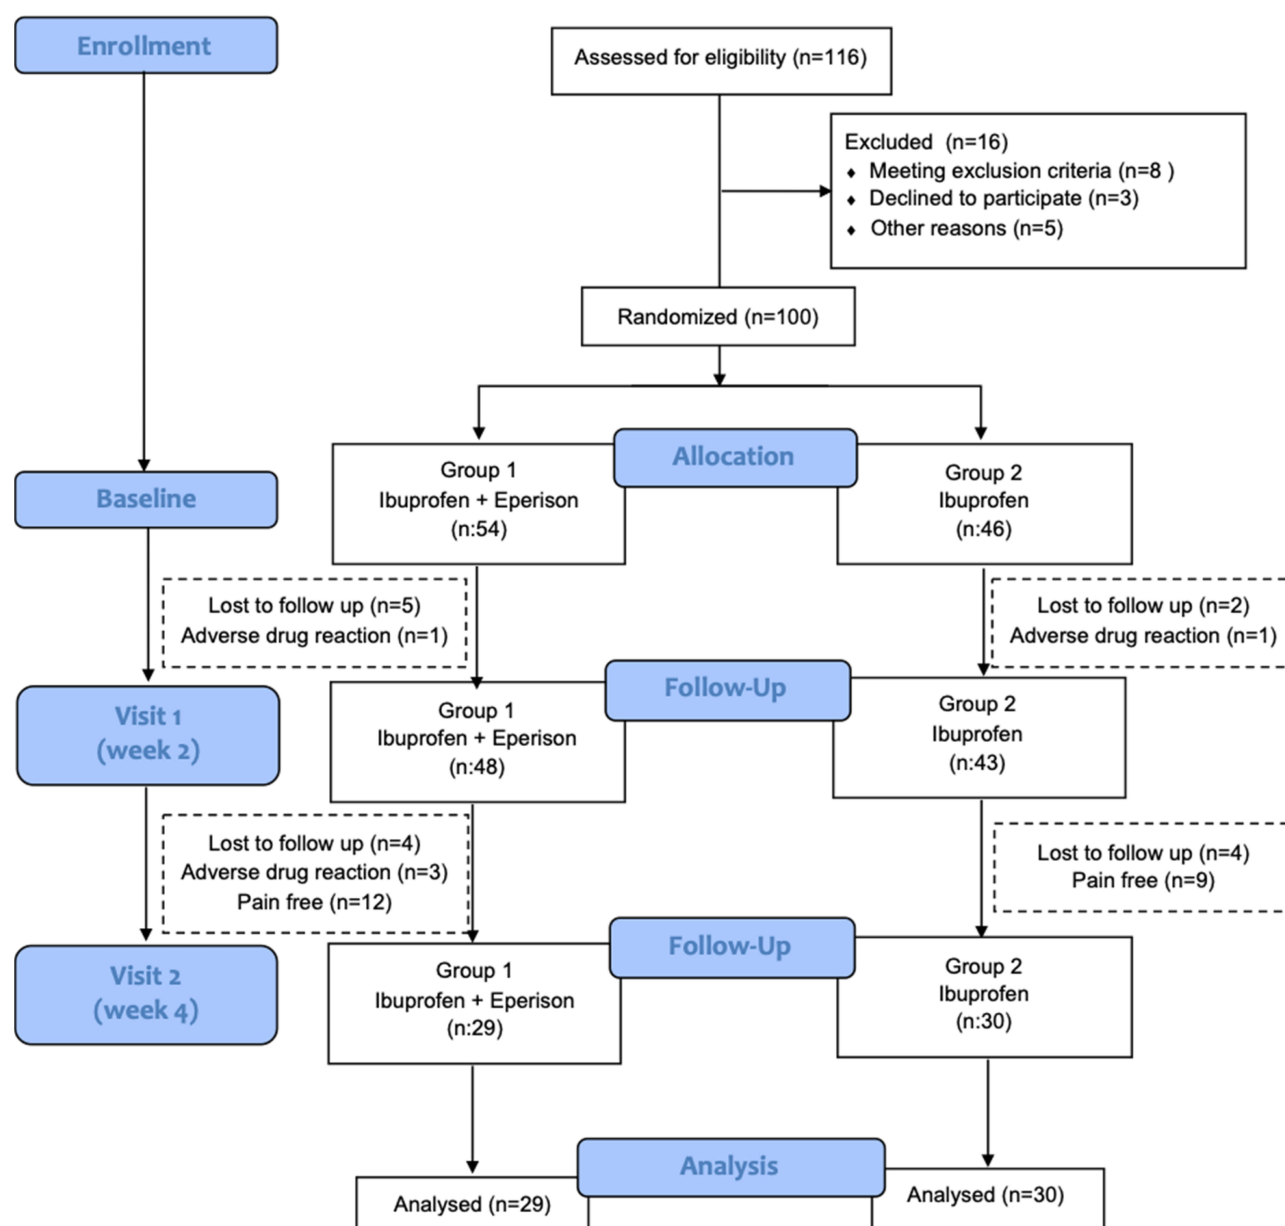 Enrollment
Assessed for eligibility (n=116)
Excluded (n=16)
♦ Meeting exclusion criteria (n=8 )
♦ Declined to participate (n=3)
♦ Other reasons (n=5)
Randomized (n=100)
Allocation
Baseline
Group 1
Ibuprofen + Eperison
(n:54)
Group 2
Ibuprofen
(n:46)
Lost to follow up (n=5)
Adverse drug reaction (n=1)
Lost to follow up (n=2)
Adverse drug reaction (n=1)
Follow-Up
Visit 1
(week 2)
Group 1
Ibuprofen + Eperison
(n:48)
Group 2
Ibuprofen
(n:43)
Lost to follow up (n=4)
Adverse drug reaction (n=3)
Pain free (n=12)
Lost to follow up (n=4)
Pain free (n=9)
Follow-Up
Visit 2
(week 4)
Group 1
Ibuprofen + Eperison
(n:29)
Group 2
Ibuprofen
(n:30)
Analysis
Analysed (n=29)
Analysed (n=30)